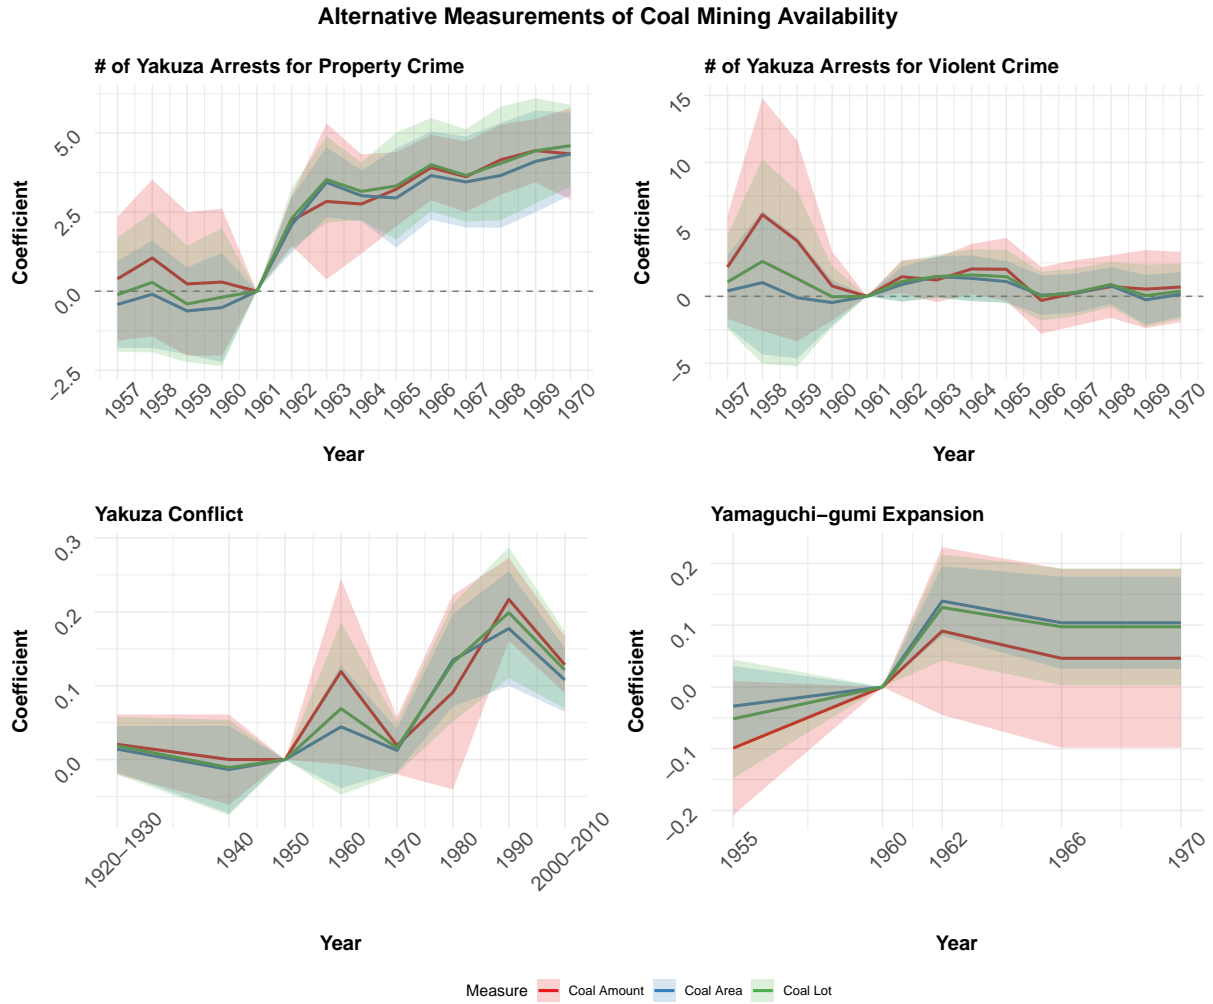 Alternative Measurements of Coal Mining Availability
# of Yakuza Arrests for Property Crime
Coefficient
5.0
2.5
0.0
−2.5
1957 1958 1959 1960 1961 1962 1963 1964 1965 1966 1967 1968 1969 1970
Year
# of Yakuza Arrests for Violent Crime
Coefficient
15
10
5
0
−5
1957 1958 1959 1960 1961 1962 1963 1964 1965 1966 1967 1968 1969 1970
Year
Yakuza Conflict
Coefficient
0.3
0.2
0.1
0.0
1920−1930 1940 1950 1960 1970 1980 1990 2000−2010
Year
Yamaguchi−gumi Expansion
Coefficient
0.2
0.1
0.0
−0.1
−0.2
1955 1960 1962 1966 1970
Year
Measure Coal Amount Coal Area Coal Lot